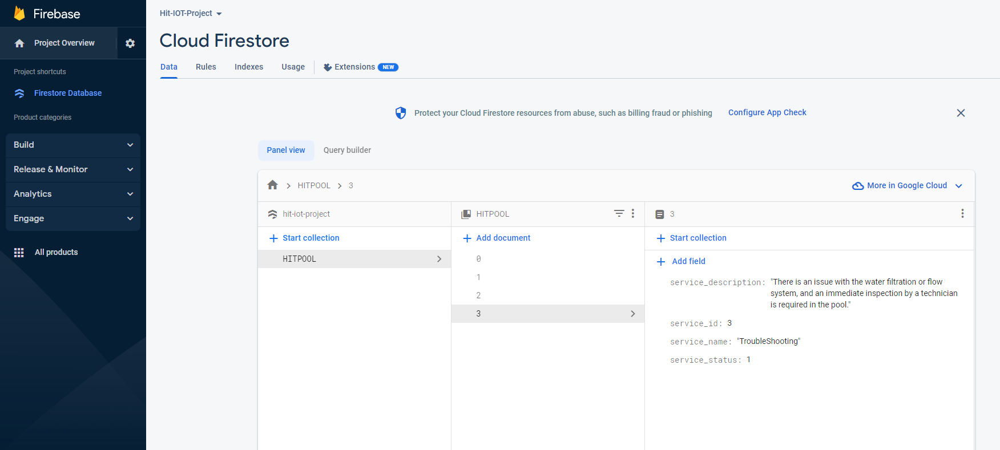 Firebase
Project Overview
Project shortcuts
Firestore Database
Product categories
Build
Release & Monitor
Analytics
Engage
All products
Hit-IOT-Project
Cloud Firestore
Data Rules Indexes Usage Extensions NEW
Protect your Cloud Firestore resources from abuse, such as billing fraud or phishing Configure App Check
Panel view Query builder
HITPOOL 3 More in Google Cloud
hit-iot-project
Start collection
HITPOOL
HITPOOL
Add document
0
1
2
3
3
Start collection
Add field
service_description: "There is an issue with the water filtration or flow
system, and an immediate inspection by a technician
is required in the pool."
service_id: 3
service_name: "TroubleShooting"
service_status: 1